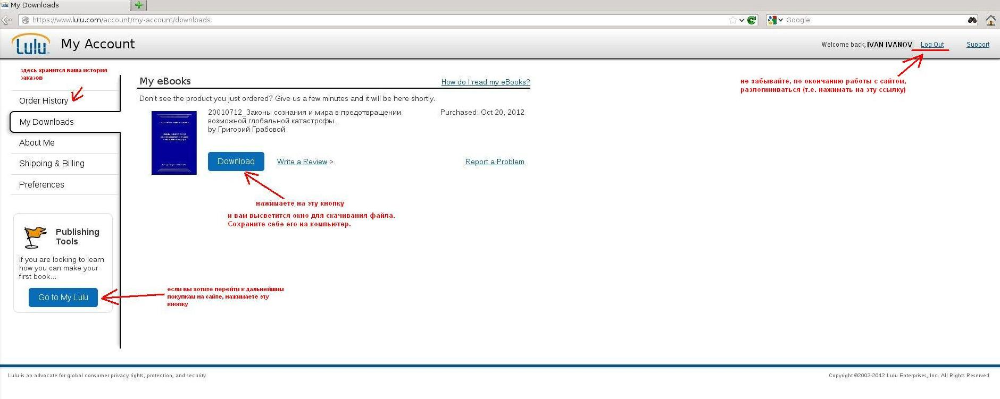 My Downloads
https://www.lulu.com/account/my-account/downloads
Google
Lulu
My Account
Welcome back, IVAN IVANOV
Log Out
Support
здесь хранится ваша история
заказов
не забывайте, по окончанию работы с сайтом,
разлогиниваться (т.е. нажимать на эту ссылку)
Order History
My Downloads
About Me
Shipping & Billing
Preferences
My eBooks
How do I read my eBooks?
Don't see the product you just ordered? Give us a few minutes and it will be here shortly.
20010712_Законы сознания и мира в предотвращении
возможной глобальной катастрофы.
by Григорий Грабовой
Purchased: Oct 20, 2012
Download
Write a Review >
Report a Problem
нажимаете на эту кнопку
и вам высветится окно для скачивания файла.
Сохраните себе его на компьютер.
Publishing
Tools
If you are looking to learn
how you can make your
first book...
Go to My Lulu
если вы хотите перейти к дальнейшим
покупкам на сайте, нажимаете эту
кнопку
Lulu is an advocate for global consumer privacy rights, protection, and security
Copyright ©2002-2012 Lulu Enterprises, Inc. All Rights Reserved